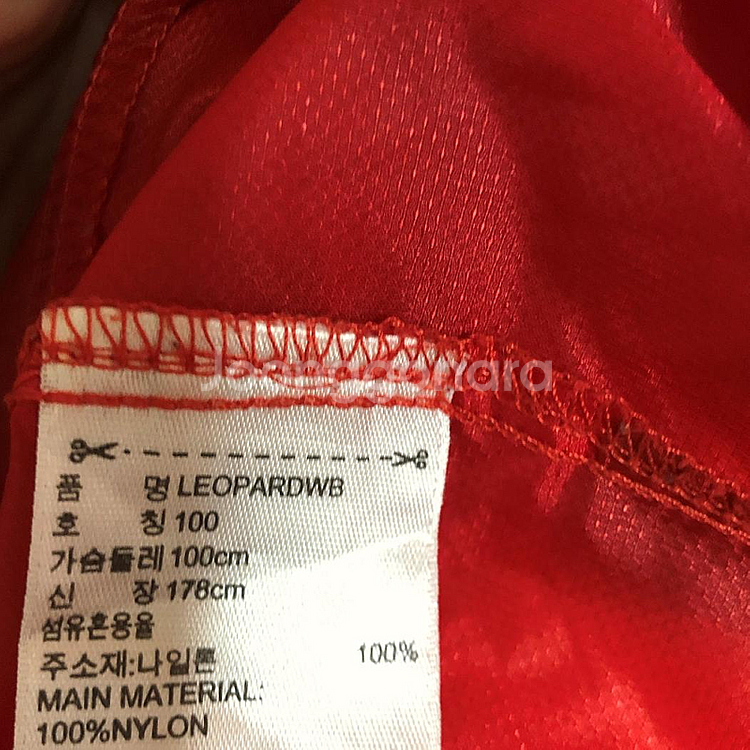 Joonggonara
품 명 LEOPARDWB
호 칭 100
가슴둘레 100cm
신 장 178cm
섬유혼용율
주소재:나일론 100%
MAIN MATERIAL:
100%NYLON